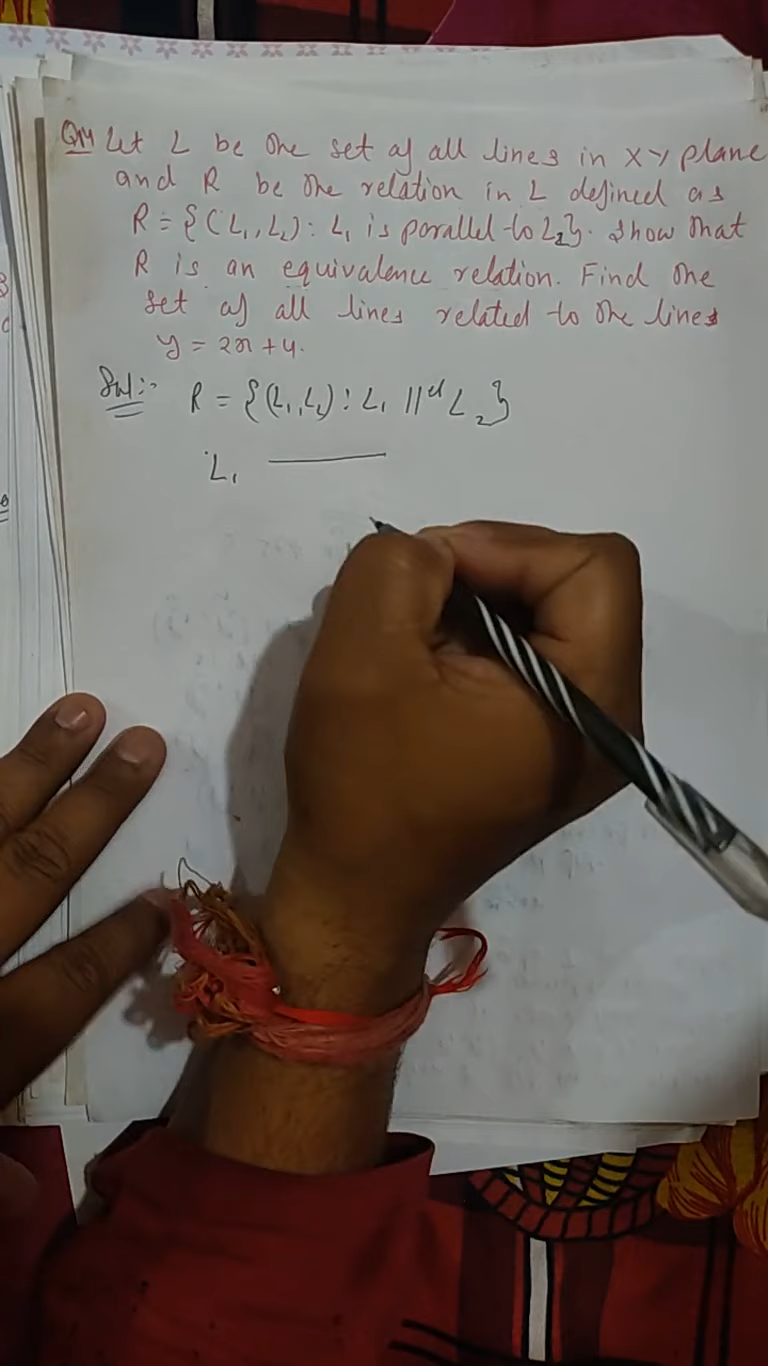 Q14 Let L be the set of all lines in XY plane
and R be the relation in L defined as
R = {(L₁, L₂) : L₁ is parallel to L₂}. Show that
R is an equivalence relation. Find the
set of all lines related to the lines
y = 2x + 4.
Sol:- R = {(L₁, L₂) : L₁ ||el L₂}
L₁